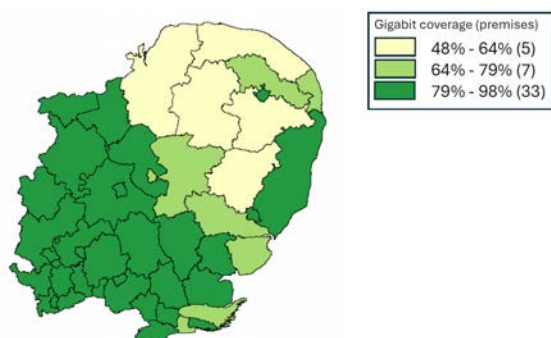 Gigabit coverage (premises)
48% - 64% (5)
64% - 79% (7)
79% - 98% (33)